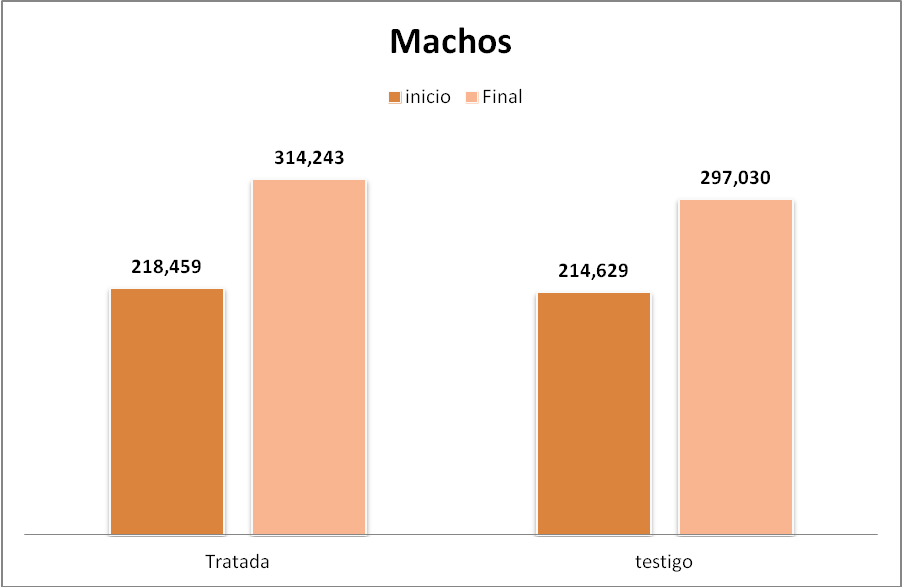 Machos
inicio Final
314,243
297,030
218,459
214,629
Tratada testigo